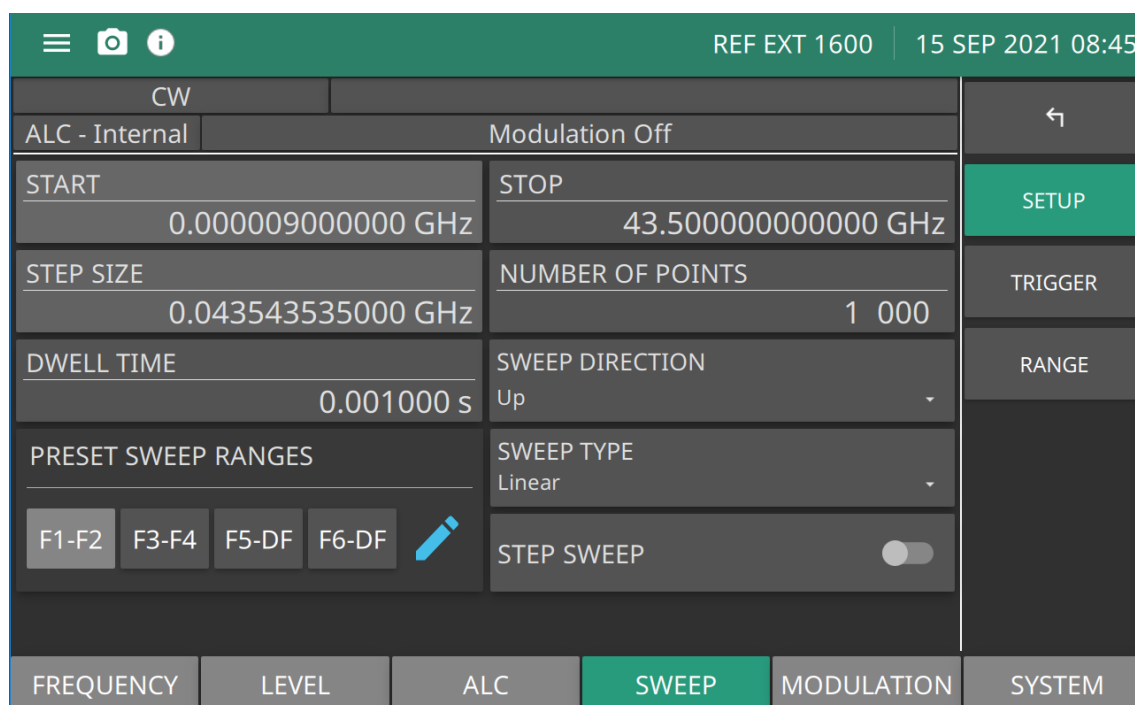 REF EXT 1600 15 SEP 2021 08:45
CW
ALC - Internal Modulation Off
START
0.000009000000 GHz
STOP
43.500000000000 GHz
STEP SIZE
0.043543535000 GHz
NUMBER OF POINTS
1 000
DWELL TIME
0.001000 s
SWEEP DIRECTION
Up
PRESET SWEEP RANGES
F1-F2 F3-F4 F5-DF F6-DF
SWEEP TYPE
Linear
STEP SWEEP
SETUP
TRIGGER
RANGE
FREQUENCY LEVEL ALC SWEEP MODULATION SYSTEM